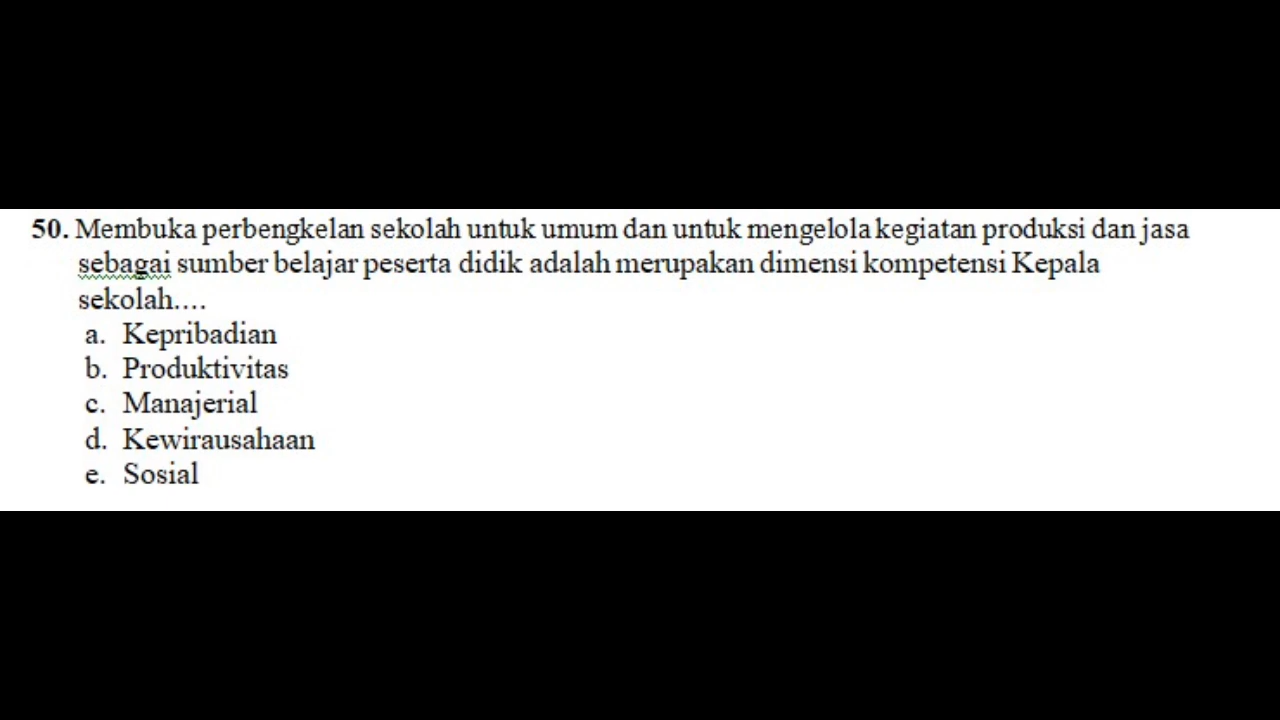 50. Membuka perbengkelan sekolah untuk umum dan untuk mengelola kegiatan produksi dan jasa
sebagai sumber belajar peserta didik adalah merupakan dimensi kompetensi Kepala
sekolah....
a. Kepribadian
b. Produktivitas
c. Manajerial
d. Kewirausahaan
e. Sosial